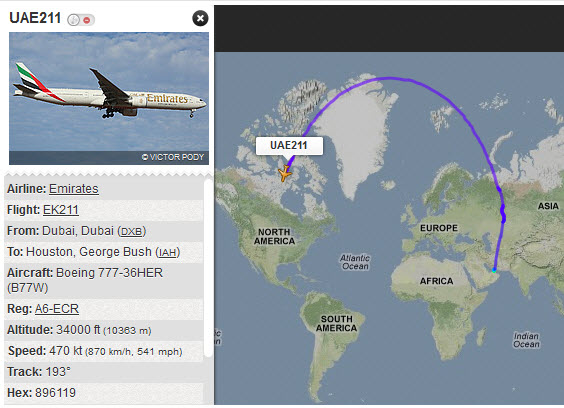 UAE211
Emirates
© VICTOR PODY
Airline: Emirates
Flight: EK211
From: Dubai, Dubai (DXB)
To: Houston, George Bush (IAH)
Aircraft: Boeing 777-36HER
(B77W)
Reg: A6-ECR
Altitude: 34000 ft (10363 m)
Speed: 470 kt (870 km/h, 541 mph)
Track: 193°
Hex: 896119
UAE211
NORTH
AMERICA
Atlantic
Ocean
EUROPE
ASIA
AFRICA
SOUTH
AMERICA
Indian
Ocean
Ocean